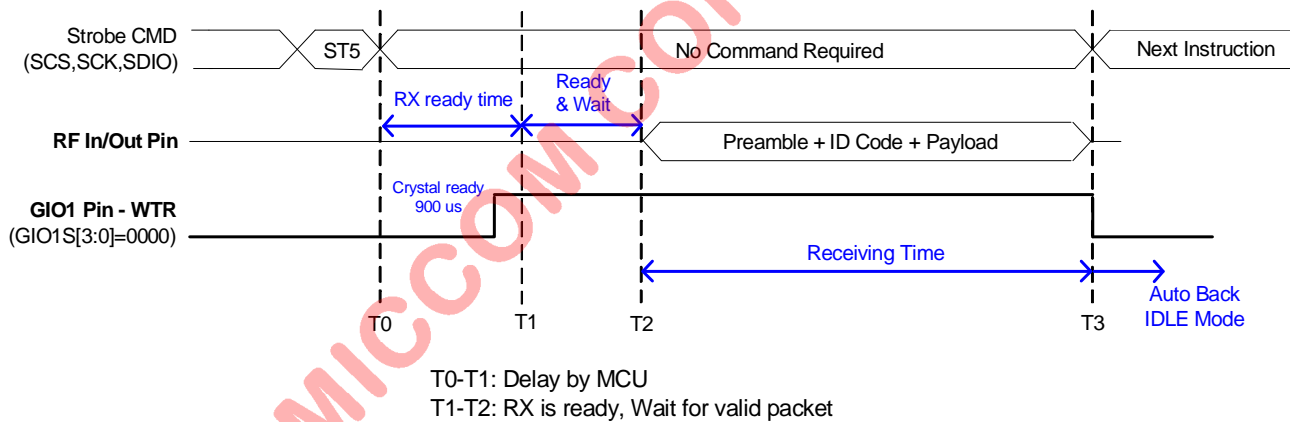 Strobe CMD
(SCS,SCK,SDIO)
ST5
No Command Required
Next Instruction
RX ready time
Ready
& Wait
RF In/Out Pin
Preamble + ID Code + Payload
Crystal ready
900 us
GIO1 Pin - WTR
(GIO1S[3:0]=0000)
Receiving Time
Auto Back
IDLE Mode
T0
T1
T2
T3
T0-T1: Delay by MCU
T1-T2: RX is ready, Wait for valid packet
MICCOM CO